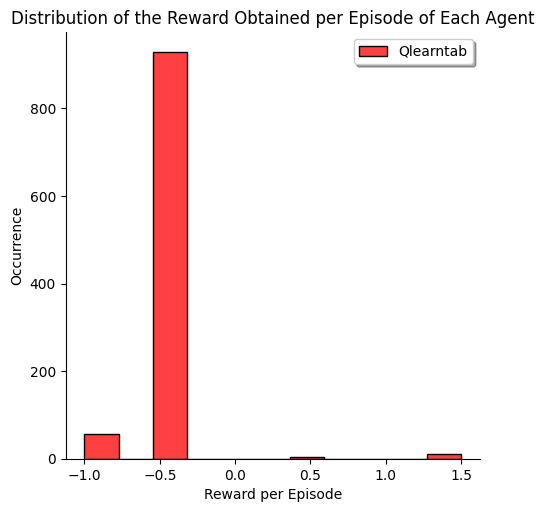 Distribution of the Reward Obtained per Episode of Each Agent
Qlearntab
Occurrence
800
600
400
200
0
−1.0 −0.5 0.0 0.5 1.0 1.5
Reward per Episode